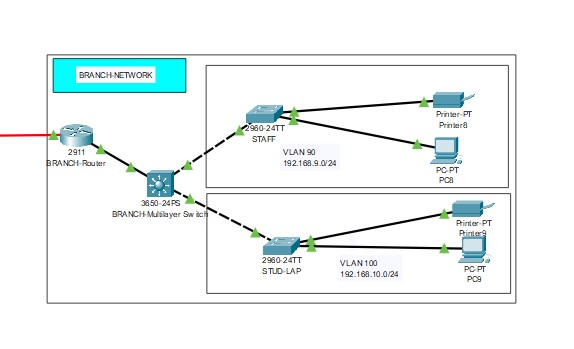 BRANCH-NETWORK
2911
BRANCH-Router
3650-24PS
BRANCH-Multilayer Switch
2960-24TT
STAFF
VLAN 90
192.168.9.0/24
Printer-PT
Printer8
PC-PT
PC8
2960-24TT
STUD-LAP
VLAN 100
192.168.10.0/24
Printer-PT
Printer9
PC-PT
PC9